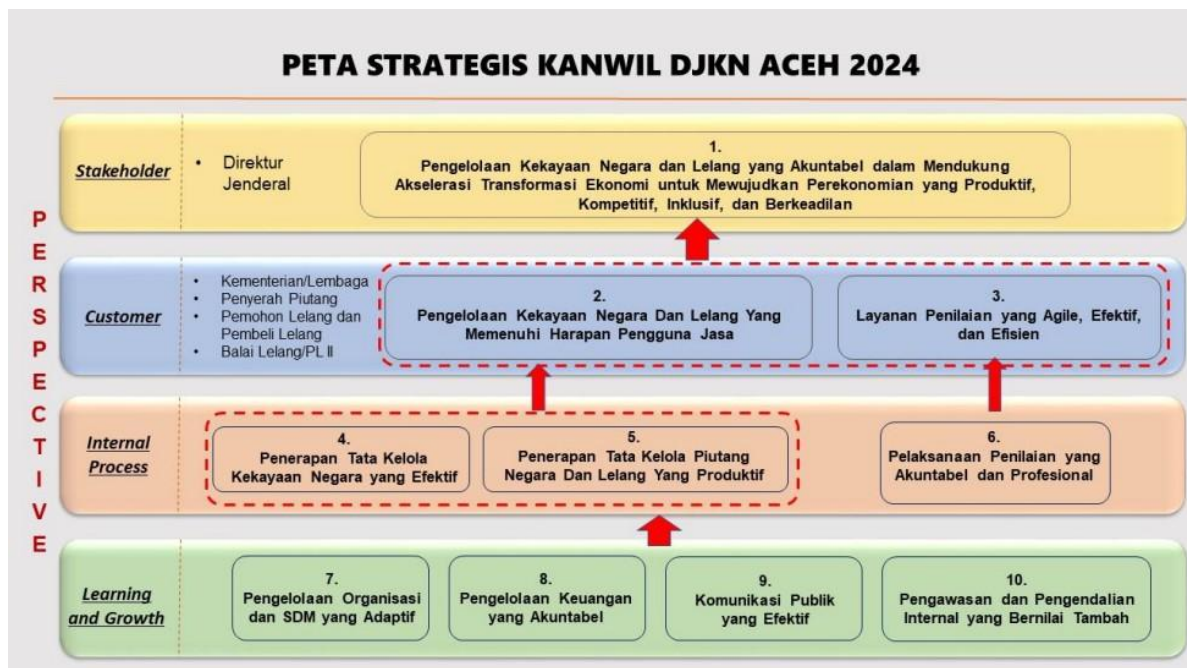 PETA STRATEGIS KANWIL DJKN ACEH 2024
PERSPECTIVE
Stakeholder
• Direktur
Jenderal
1.
Pengelolaan Kekayaan Negara dan Lelang yang Akuntabel dalam Mendukung
Akselerasi Transformasi Ekonomi untuk Mewujudkan Perekonomian yang Produktif,
Kompetitif, Inklusif, dan Berkeadilan
Customer
• Kementerian/Lembaga
• Penyerah Piutang
• Pemohon Lelang dan
Pembeli Lelang
• Balai Lelang/PL II
2.
Pengelolaan Kekayaan Negara Dan Lelang Yang
Memenuhi Harapan Pengguna Jasa
3.
Layanan Penilaian yang Agile, Efektif,
dan Efisien
Internal
Process
4.
Penerapan Tata Kelola
Kekayaan Negara yang Efektif
5.
Penerapan Tata Kelola Piutang
Negara Dan Lelang Yang Produktif
6.
Pelaksanaan Penilaian yang
Akuntabel dan Profesional
Learning
and Growth
7.
Pengelolaan Organisasi
dan SDM yang Adaptif
8.
Pengelolaan Keuangan
yang Akuntabel
9.
Komunikasi Publik
yang Efektif
10.
Pengawasan dan Pengendalian
Internal yang Bernilai Tambah